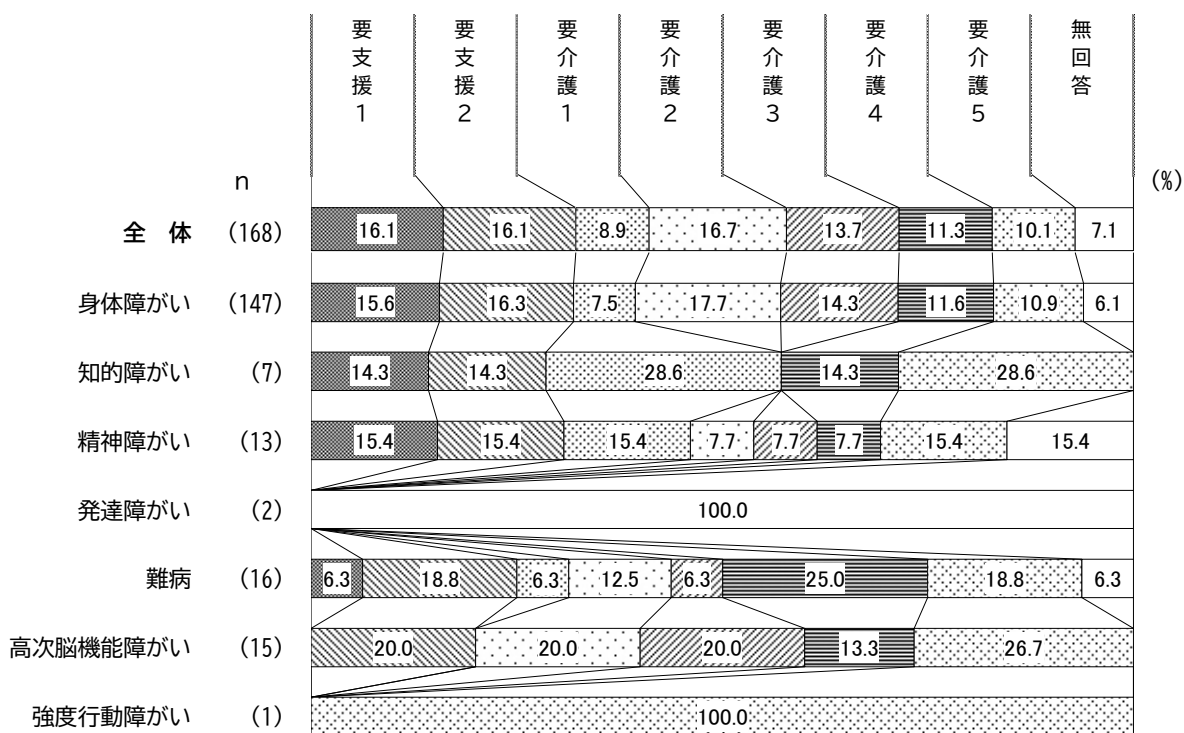 要支援1 要支援2 要介護1 要介護2 要介護3 要介護4 要介護5 無回答
n (%)
全 体 (168) 16.1 16.1 8.9 16.7 13.7 11.3 10.1 7.1
身体障がい (147) 15.6 16.3 7.5 17.7 14.3 11.6 10.9 6.1
知的障がい (7) 14.3 14.3 28.6 14.3 28.6
精神障がい (13) 15.4 15.4 15.4 7.7 7.7 7.7 15.4 15.4
発達障がい (2) 100.0
難病 (16) 6.3 18.8 6.3 12.5 6.3 25.0 18.8 6.3
高次脳機能障がい (15) 20.0 20.0 20.0 13.3 26.7
強度行動障がい (1) 100.0